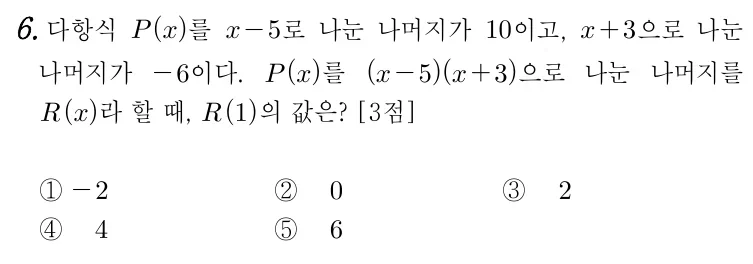 6. 다항식 P(x)를 x-5로 나눈 나머지가 10이고, x+3으로 나눈
나머지가 -6이다. P(x)를 (x-5)(x+3)으로 나눈 나머지를
R(x)라 할 때, R(1)의 값은? [3점]
① -2 ② 0 ③ 2
④ 4 ⑤ 6